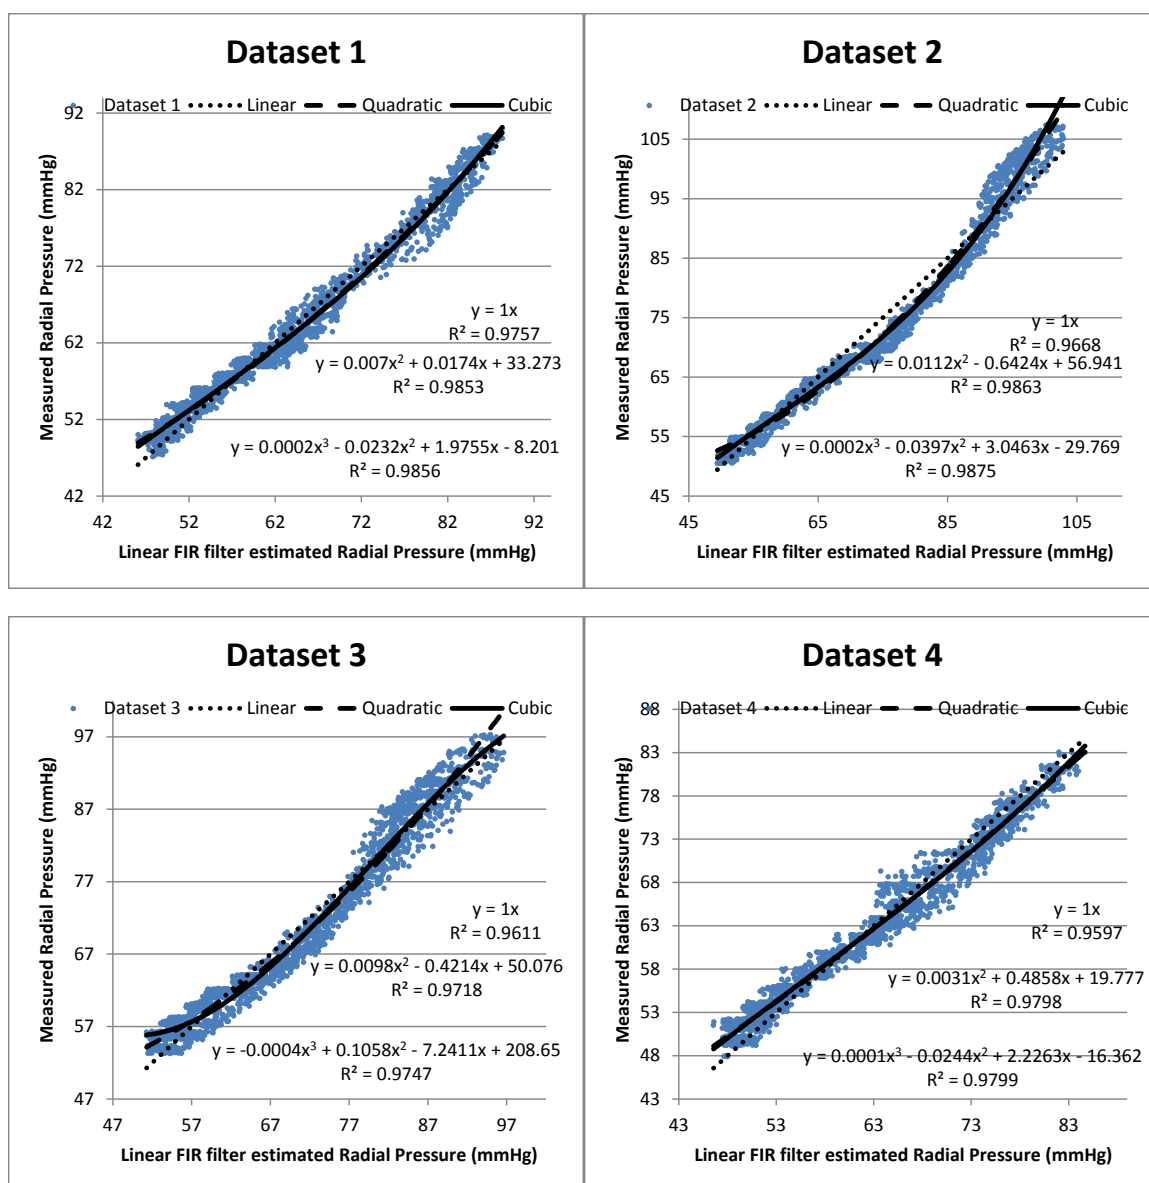 Dataset 1
Dataset 1 Linear Quadratic Cubic
Measured Radial Pressure (mmHg)
92
82
72
62
52
42
y = 1x
R² = 0.9757
y = 0.007x² + 0.0174x + 33.273
R² = 0.9853
y = 0.0002x³ - 0.0232x² + 1.9755x - 8.201
R² = 0.9856
42 52 62 72 82 92
Linear FIR filter estimated Radial Pressure (mmHg)
Dataset 2
Dataset 2 Linear Quadratic Cubic
Measured Radial Pressure (mmHg)
105
95
85
75
65
55
45
y = 1x
R² = 0.9668
y = 0.0112x² - 0.6424x + 56.941
R² = 0.9863
y = 0.0002x³ - 0.0397x² + 3.0463x - 29.769
R² = 0.9875
45 65 85 105
Linear FIR filter estimated Radial Pressure (mmHg)
Dataset 3
Dataset 3 Linear Quadratic Cubic
Measured Radial Pressure (mmHg)
97
87
77
67
57
47
y = 1x
R² = 0.9611
y = 0.0098x² - 0.4214x + 50.076
R² = 0.9718
y = -0.0004x³ + 0.1058x² - 7.2411x + 208.65
R² = 0.9747
47 57 67 77 87 97
Linear FIR filter estimated Radial Pressure (mmHg)
Dataset 4
Dataset 4 Linear Quadratic Cubic
Measured Radial Pressure (mmHg)
88
83
78
73
68
63
58
53
48
43
y = 1x
R² = 0.9597
y = 0.0031x² + 0.4858x + 19.777
R² = 0.9798
y = 0.0001x³ - 0.0244x² + 2.2263x - 16.362
R² = 0.9799
43 53 63 73 83
Linear FIR filter estimated Radial Pressure (mmHg)